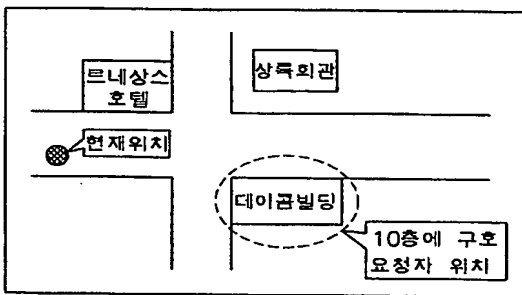 르네상스
호텔
상록회관
현재위치
데이콤빌딩
10층에 구호
요청자 위치